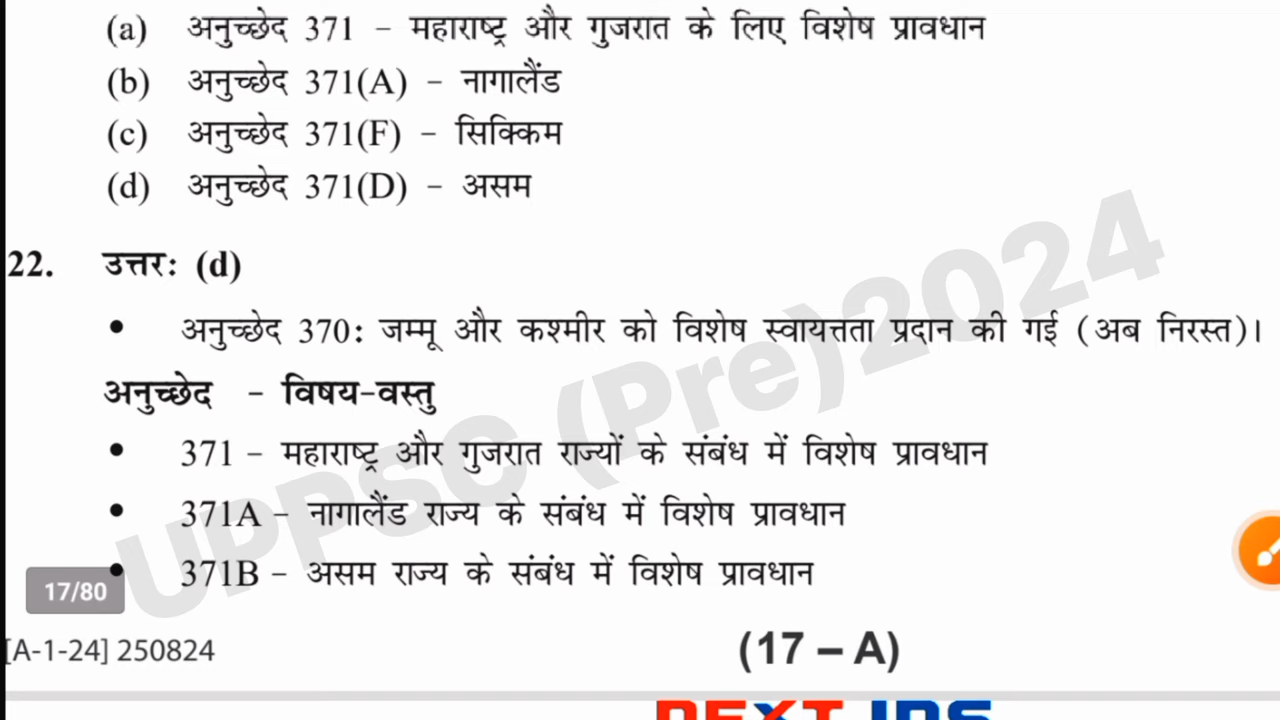 (a) अनुच्छेद 371 – महाराष्ट्र और गुजरात के लिए विशेष प्रावधान
(b) अनुच्छेद 371(A) – नागालैंड
(c) अनुच्छेद 371(F) – सिक्किम
(d) अनुच्छेद 371(D) – असम
22. उत्तरः (d)
• अनुच्छेद 370: जम्मू और कश्मीर को विशेष स्वायत्तता प्रदान की गई (अब निरस्त)।
अनुच्छेद – विषय-वस्तु
• 371 – महाराष्ट्र और गुजरात राज्यों के संबंध में विशेष प्रावधान
• 371A – नागालैंड राज्य के संबंध में विशेष प्रावधान
• 371B – असम राज्य के संबंध में विशेष प्रावधान
UPPSC (Pre) 2024
17/80
[A-1-24] 250824
(17 – A)
NEXT IAS